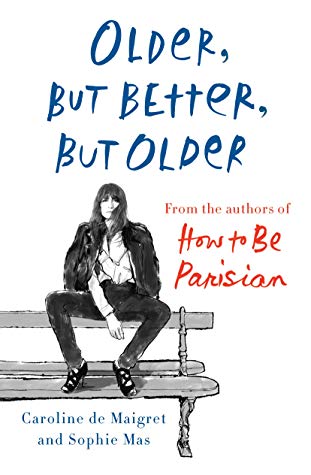 OLDER,
BUT BETTER,
BUT OLDER
From the authors of
How to Be
Parisian
Caroline de Maigret
and Sophie Mas